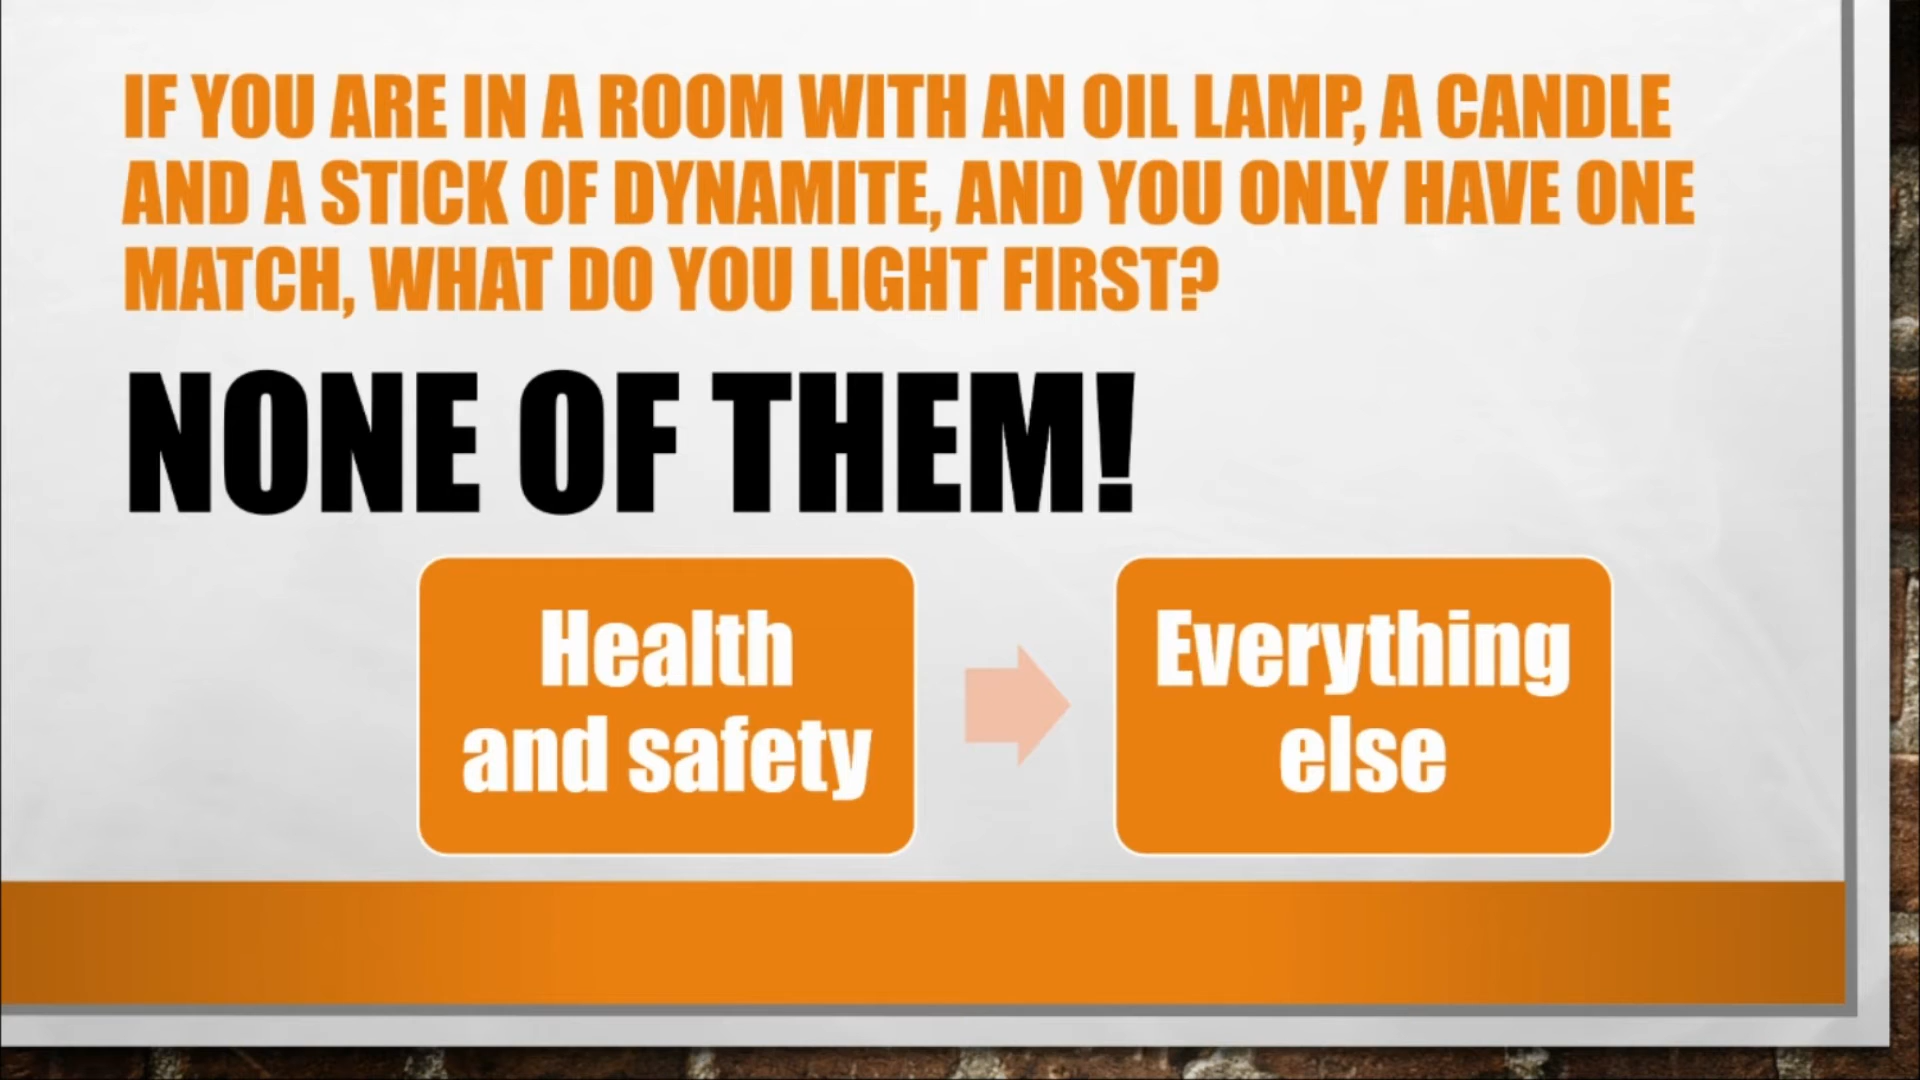 IF YOU ARE IN A ROOM WITH AN OIL LAMP, A CANDLE
AND A STICK OF DYNAMITE, AND YOU ONLY HAVE ONE
MATCH, WHAT DO YOU LIGHT FIRST?
NONE OF THEM!
Health
and safety
Everything
else